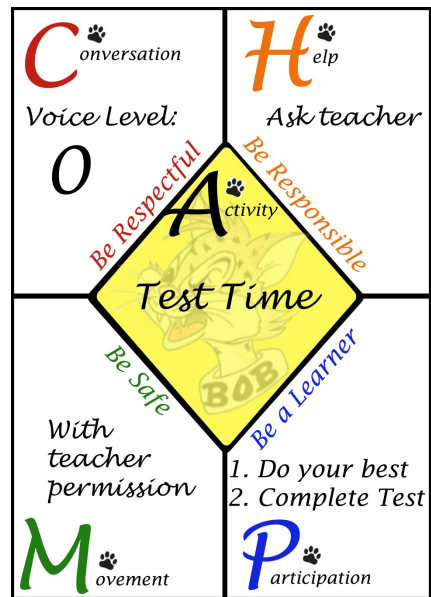 Conversation
Voice Level:
0
Help
Ask teacher
Be Respectful
Be Responsible
Activity
Test Time
BOB
Be Safe
Be a Learner
With
teacher
permission
Movement
1. Do your best
2. Complete Test
Participation